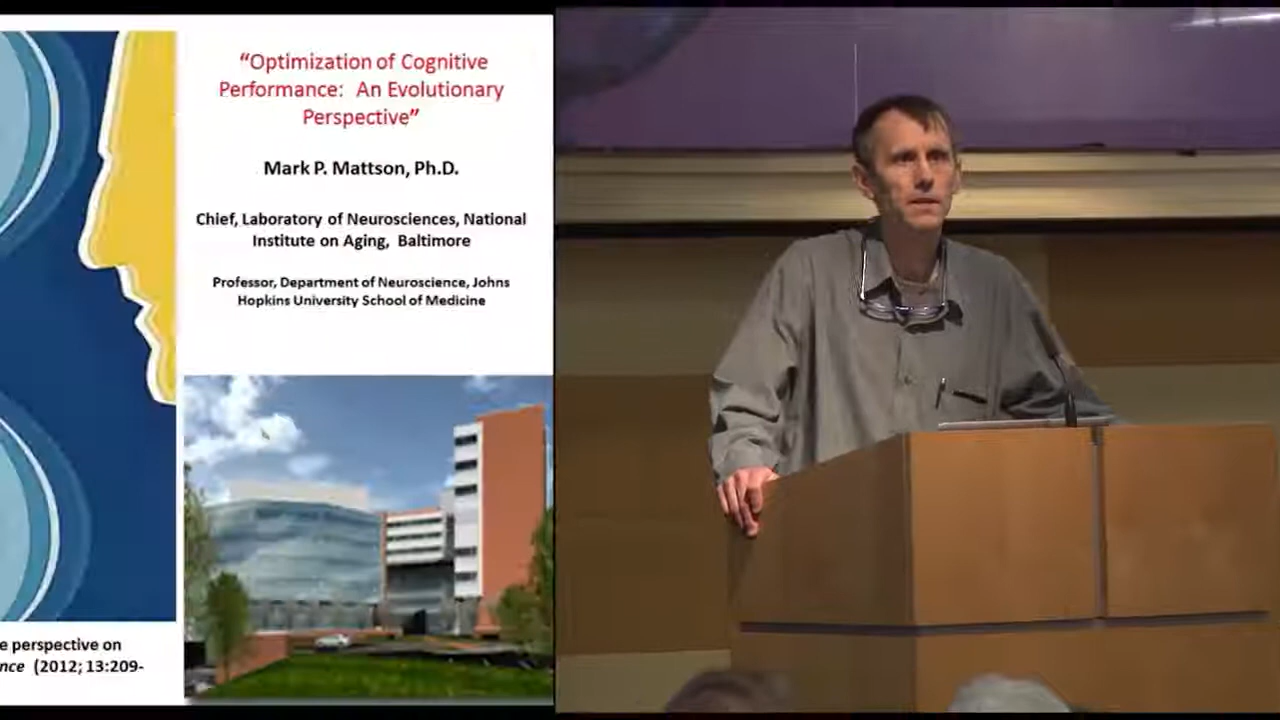 “Optimization of Cognitive
Performance:  An Evolutionary
Perspective”
Mark P. Mattson, Ph.D.
Chief, Laboratory of Neurosciences, National
Institute on Aging,  Baltimore
Professor, Department of Neuroscience, Johns
Hopkins University School of Medicine
e perspective on
nce  (2012; 13:209-